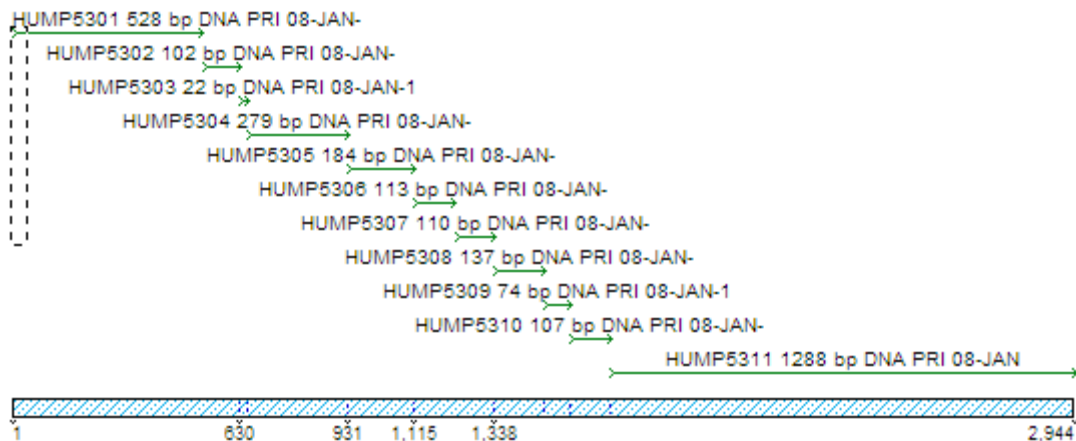 HUMP5301 528 bp DNA PRI 08-JAN-
HUMP5302 102 bp DNA PRI 08-JAN-
HUMP5303 22 bp DNA PRI 08-JAN-1
HUMP5304 279 bp DNA PRI 08-JAN-
HUMP5305 184 bp DNA PRI 08-JAN-
HUMP5306 113 bp DNA PRI 08-JAN-
HUMP5307 110 bp DNA PRI 08-JAN-
HUMP5308 137 bp DNA PRI 08-JAN-
HUMP5309 74 bp DNA PRI 08-JAN-1
HUMP5310 107 bp DNA PRI 08-JAN-
HUMP5311 1288 bp DNA PRI 08-JAN
1 630 931 1.115 1.338 2.944